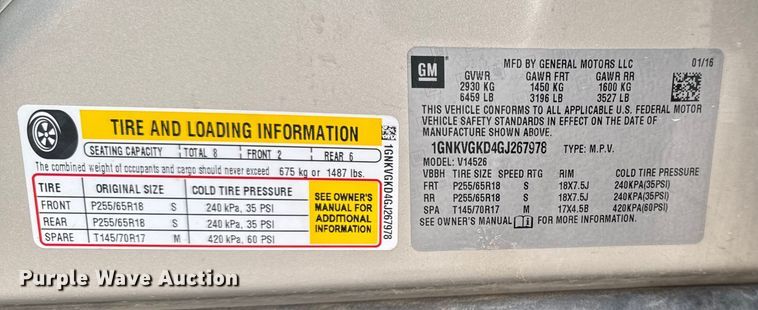 TIRE AND LOADING INFORMATION
SEATING CAPACITY TOTAL 8 FRONT 2 REAR 6
The combined weight of occupants and cargo should never exceed 675 kg or 1487 lbs.
TIRE ORIGINAL SIZE COLD TIRE PRESSURE
FRONT P255/65R18 S 240 kPa, 35 PSI
REAR P255/65R18 S 240 kPa, 35 PSI
SPARE T145/70R17 M 420 kPa, 60 PSI
SEE OWNER'S
MANUAL FOR
ADDITIONAL
INFORMATION
1GNKVGKD4GJ267978
GM
MFD BY GENERAL MOTORS LLC 01/16
GVWR GAWR FRT GAWR RR
2930 KG 1450 KG 1600 KG
6459 LB 3196 LB 3527 LB
THIS VEHICLE CONFORMS TO ALL APPLICABLE U.S. FEDERAL MOTOR
VEHICLE SAFETY STANDARDS IN EFFECT ON THE DATE OF
MANUFACTURE SHOWN ABOVE.
1GNKVGKD4GJ267978 TYPE: M.P.V.
MODEL: V14526
VBBH TIRE SIZE SPEED RTG RIM COLD TIRE PRESSURE
FRT P255/65R18 S 18X7.5J 240KPA(35PSI)
RR P255/65R18 S 18X7.5J 240KPA(35PSI)
SPA T145/70R17 M 17X4.5B 420KPA(60PSI)
SEE OWNER'S MANUAL FOR MORE INFORMATION.
Purple Wave Auction